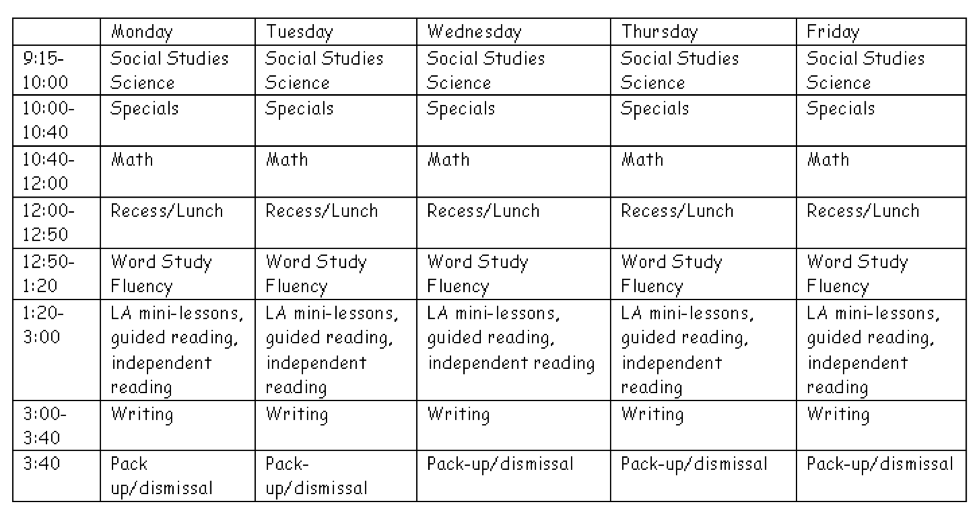 Monday Tuesday Wednesday Thursday Friday
9:15- Social Studies Social Studies Social Studies Social Studies Social Studies
10:00 Science Science Science Science Science
10:00- Specials Specials Specials Specials Specials
10:40
10:40- Math Math Math Math Math
12:00
12:00- Recess/Lunch Recess/Lunch Recess/Lunch Recess/Lunch Recess/Lunch
12:50
12:50- Word Study Word Study Word Study Word Study Word Study
1:20 Fluency Fluency Fluency Fluency Fluency
1:20- LA mini-lessons, LA mini-lessons, LA mini-lessons, LA mini-lessons, LA mini-lessons,
3:00 guided reading, guided reading, guided reading, guided reading, guided reading,
independent independent independent reading independent independent
reading reading reading reading
3:00- Writing Writing Writing Writing Writing
3:40
3:40 Pack Pack- Pack-up/dismissal Pack-up/dismissal Pack-up/dismissal
up/dismissal up/dismissal